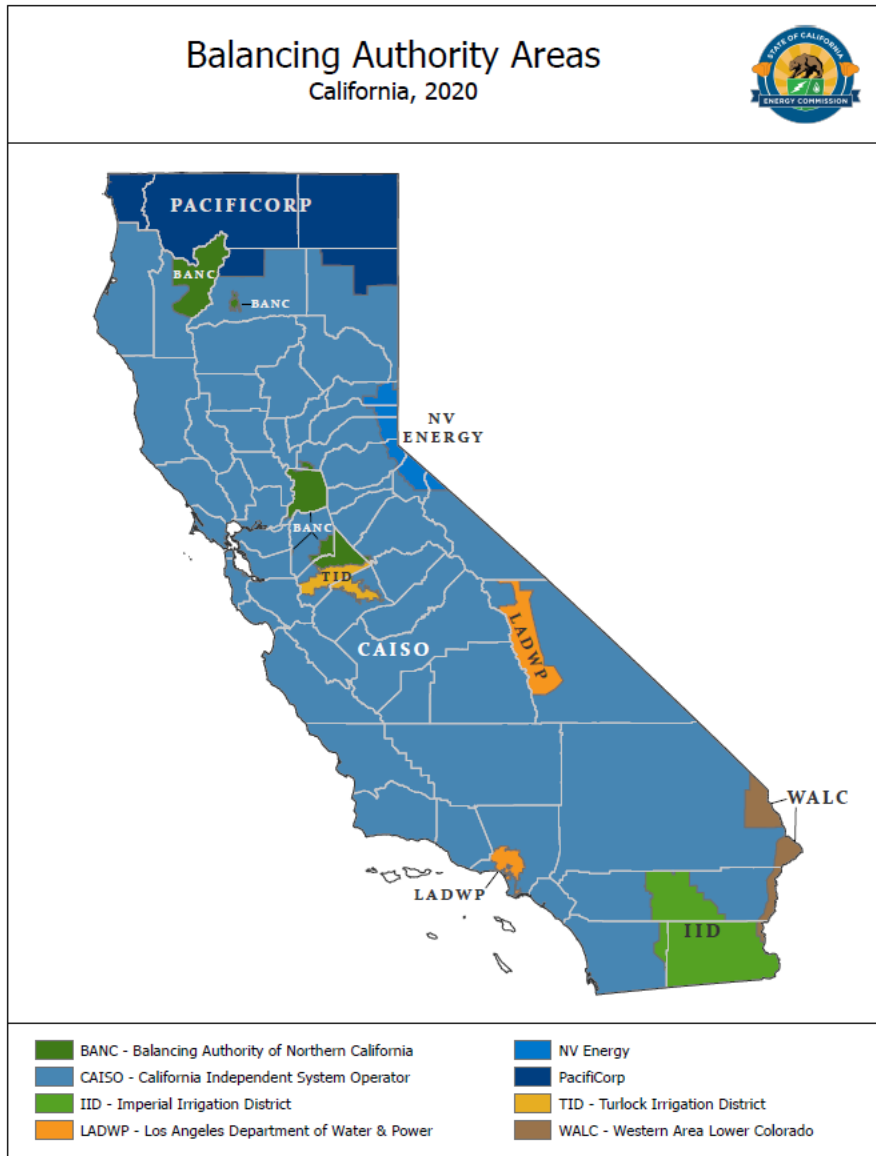 Balancing Authority Areas
California, 2020
STATE OF CALIFORNIA
ENERGY COMMISSION
PACIFICORP
BANC
BANC
NV
ENERGY
BANC
TID
CAISO
LADWP
WALC
LADWP
IID
BANC - Balancing Authority of Northern California
CAISO - California Independent System Operator
IID - Imperial Irrigation District
LADWP - Los Angeles Department of Water & Power
NV Energy
PacifiCorp
TID - Turlock Irrigation District
WALC - Western Area Lower Colorado